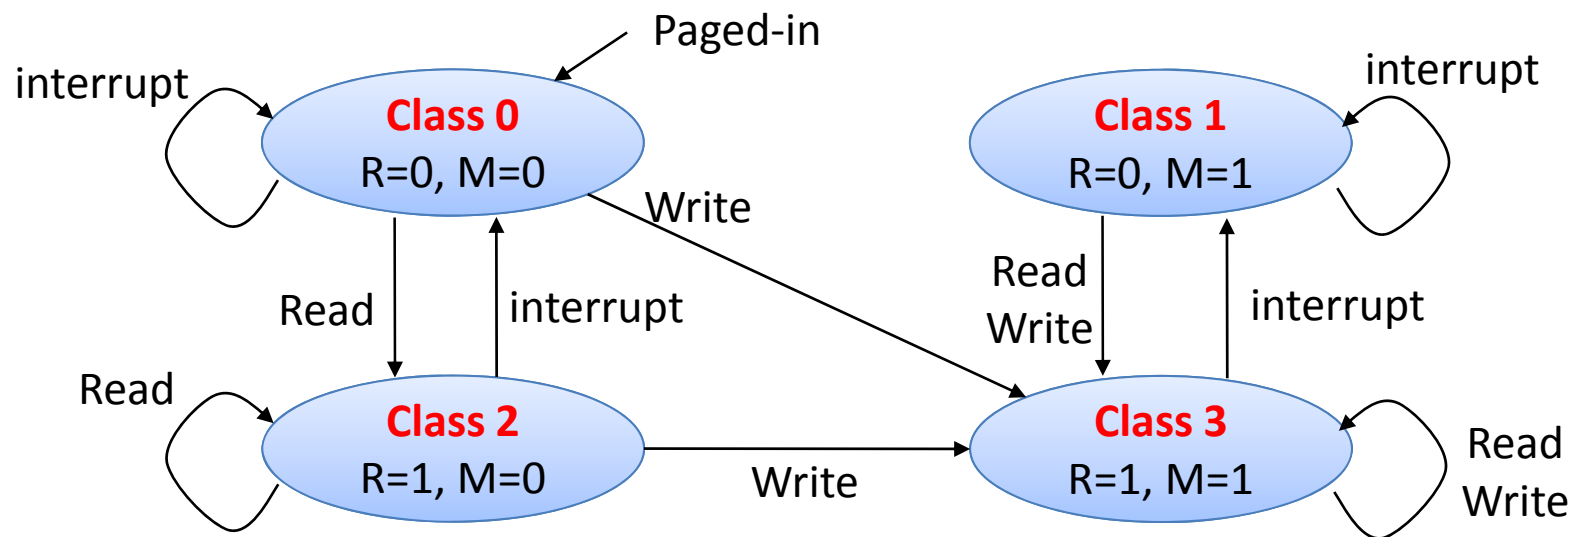 Paged-in
interrupt
Class 0
R=0, M=0
Class 1
R=0, M=1
interrupt
Write
Read
interrupt
Read
Write
interrupt
Read
Class 2
R=1, M=0
Write
Class 3
R=1, M=1
Read
Write